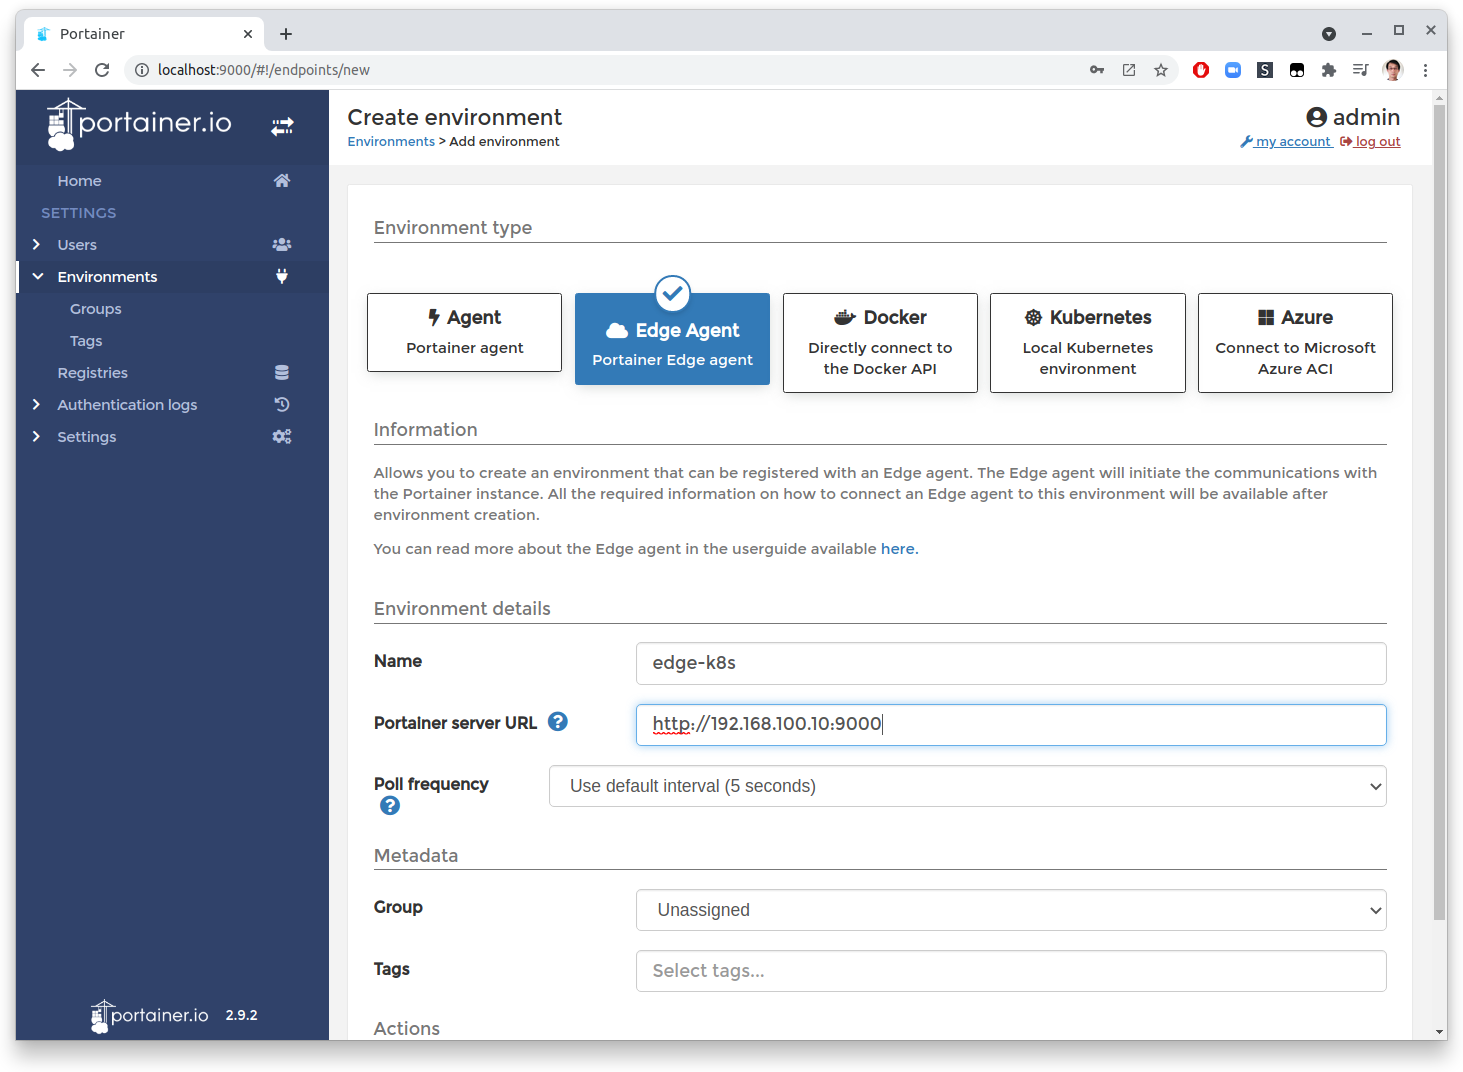 Portainer
localhost:9000/#!/endpoints/new
S
portainer.io
Home
SETTINGS
Users
Environments
Groups
Tags
Registries
Authentication logs
Settings
portainer.io 2.9.2
Create environment
Environments > Add environment
admin
my account log out
Environment type
Agent
Portainer agent
Edge Agent
Portainer Edge agent
Docker
Directly connect to
the Docker API
Kubernetes
Local Kubernetes
environment
Azure
Connect to Microsoft
Azure ACI
Information
Allows you to create an environment that can be registered with an Edge agent. The Edge agent will initiate the communications with
the Portainer instance. All the required information on how to connect an Edge agent to this environment will be available after
environment creation.
You can read more about the Edge agent in the userguide available here.
Environment details
Name
edge-k8s
Portainer server URL ?
http://192.168.100.10:9000
Poll frequency
?
Use default interval (5 seconds)
Metadata
Group
Unassigned
Tags
Select tags...
Actions